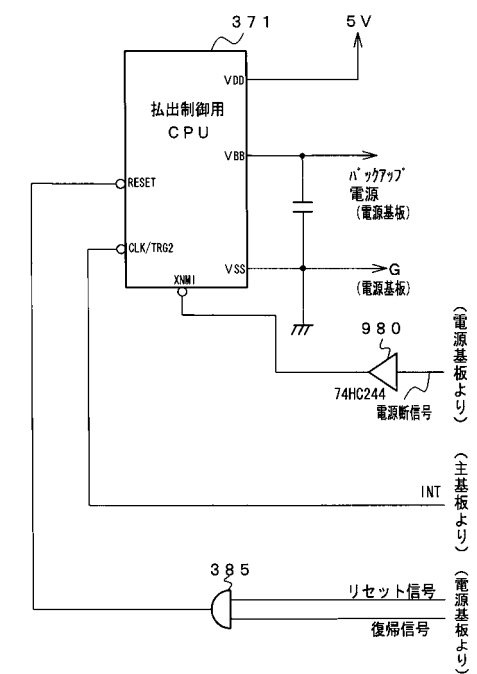 371
5V
VDD
払出制御用
CPU
VBB
バックアップ
電源
(電源基板)
RESET
CLK/TRG2
VSS
G
(電源基板)
XNMI
980
74HC244
電源断信号
(電源基板より)
INT
(主基板より)
385
リセット信号
復帰信号
(電源基板より)